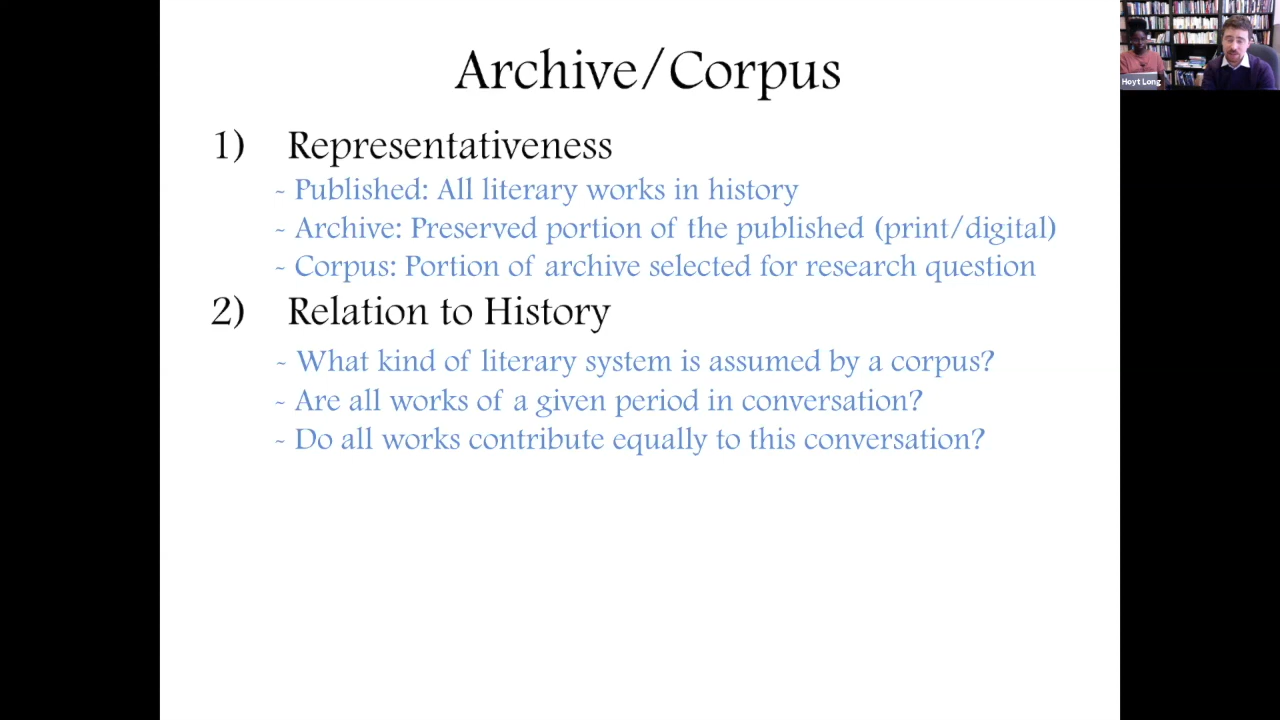 Archive/Corpus
1) Representativeness
- Published: All literary works in history
- Archive: Preserved portion of the published (print/digital)
- Corpus: Portion of archive selected for research question
2) Relation to History
- What kind of literary system is assumed by a corpus?
- Are all works of a given period in conversation?
- Do all works contribute equally to this conversation?
Hoyt Long